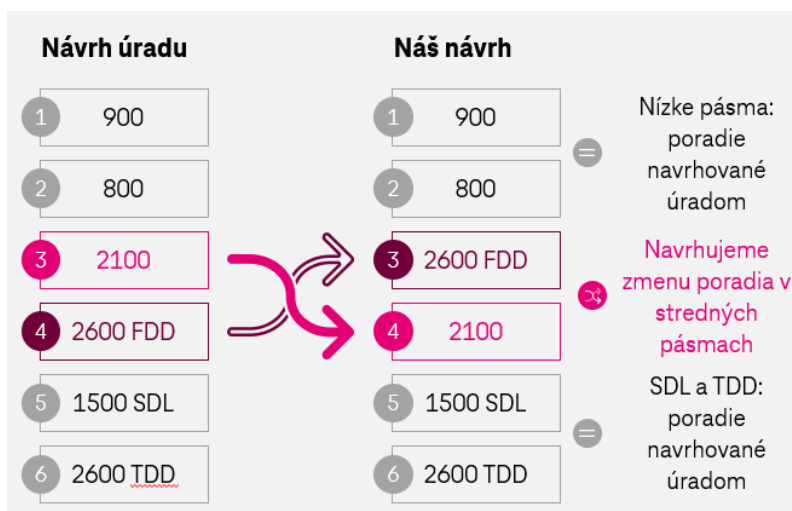 Návrh úradu
1 900
2 800
3 2100
4 2600 FDD
5 1500 SDL
6 2600 TDD
Náš návrh
1 900
2 800
3 2600 FDD
4 2100
5 1500 SDL
6 2600 TDD
Nízke pásma:
poradie
navrhované
úradom
Navrhujeme
zmenu poradia v
stredných
pásmach
SDL a TDD:
poradie
navrhované
úradom